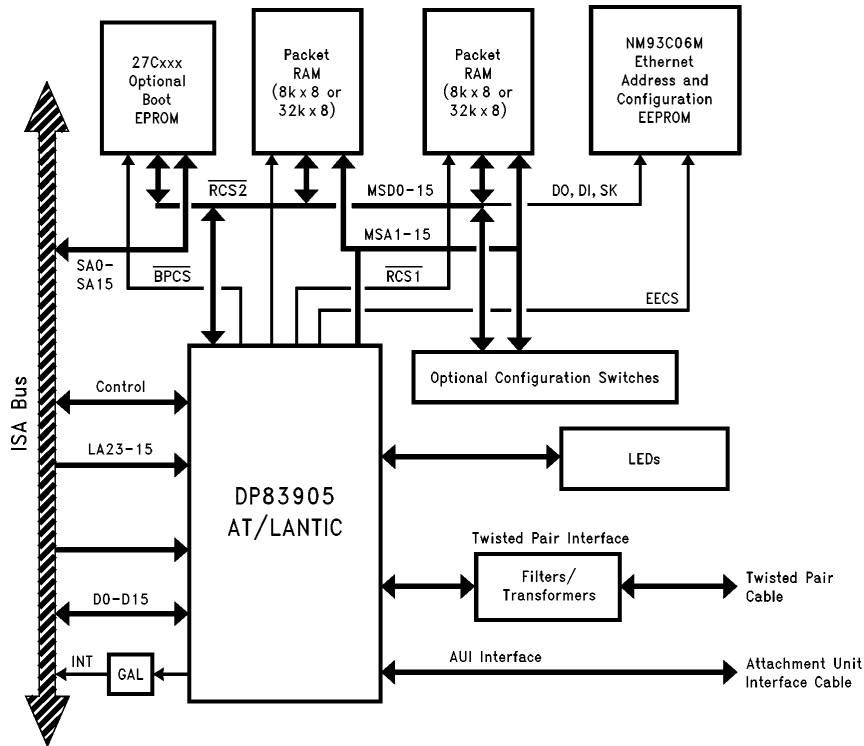 27Cxxx
Optional
Boot
EPROM
Packet
RAM
(8k x 8 or
32k x 8)
Packet
RAM
(8k x 8 or
32k x 8)
NM93C06M
Ethernet
Address and
Configuration
EEPROM
RCS2
MSD0-15
DO, DI, SK
MSA1-15
SA0-
SA15
BPCS
RCS1
EECS
Optional Configuration Switches
ISA Bus
Control
LA23-15
LEDs
DP83905
AT/LANTIC
Twisted Pair Interface
Filters/
Transformers
Twisted Pair
Cable
D0-D15
INT
GAL
AUI Interface
Attachment Unit
Interface Cable